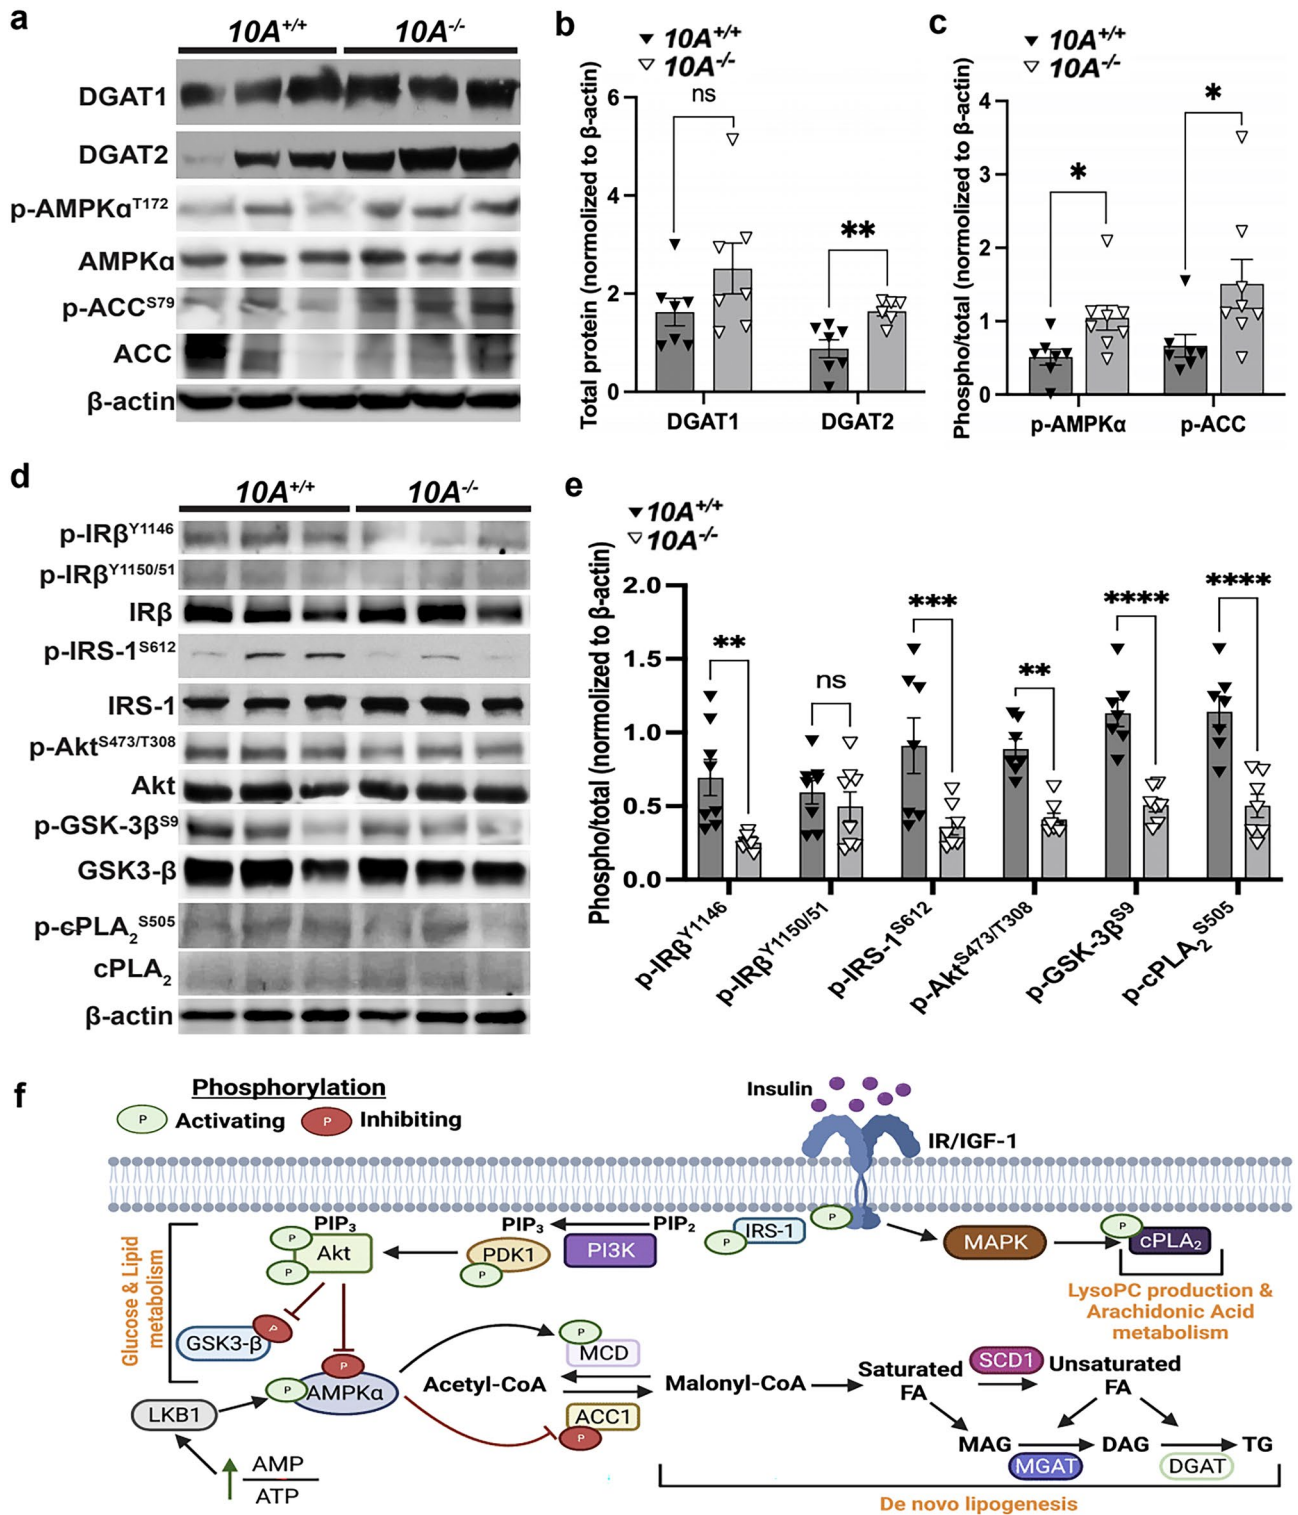 a
10A+/+ 10A-/-
DGAT1
DGAT2
p-AMPKαT172
AMPKα
p-ACCS79
ACC
β-actin
b
10A+/+
10A-/-
Total protein (normolized to β-actin)
6
4
2
0
ns
**
DGAT1 DGAT2
c
10A+/+
10A-/-
Phospho/total (normolized to β-actin)
4
3
2
1
0
*
*
p-AMPKα p-ACC
d
10A+/+ 10A-/-
p-IRβY1146
p-IRβY1150/51
IRβ
p-IRS-1S612
IRS-1
p-AktS473/T308
Akt
p-GSK-3βS9
GSK3-β
p-cPLA2S505
cPLA2
β-actin
e
10A+/+
10A-/-
Phospho/total (normolized to β-actin)
2.0
1.5
1.0
0.5
0.0
**
ns
***
**
****
****
p-IRβY1146
p-IRβY1150/51
p-IRS-1S612
p-AktS473/T308
p-GSK-3βS9
p-cPLA2S505
f
Phosphorylation
P Activating P Inhibiting
Insulin
IR/IGF-1
PIP3
PIP3
PIP2
P
P
Akt
P
PDK1
P
PI3K
IRS-1
P
P
MAPK
P
cPLA2
LysoPC production &
Arachidonic Acid
metabolism
Glucose & Lipid
metabolism
GSK3-β
P
P
P
AMPKα
LKB1
AMP
ATP
P
MCD
Acetyl-CoA
Malonyl-CoA
ACC1
P
Saturated
FA
SCD1
Unsaturated
FA
MAG
DAG
TG
MGAT
DGAT
De novo lipogenesis